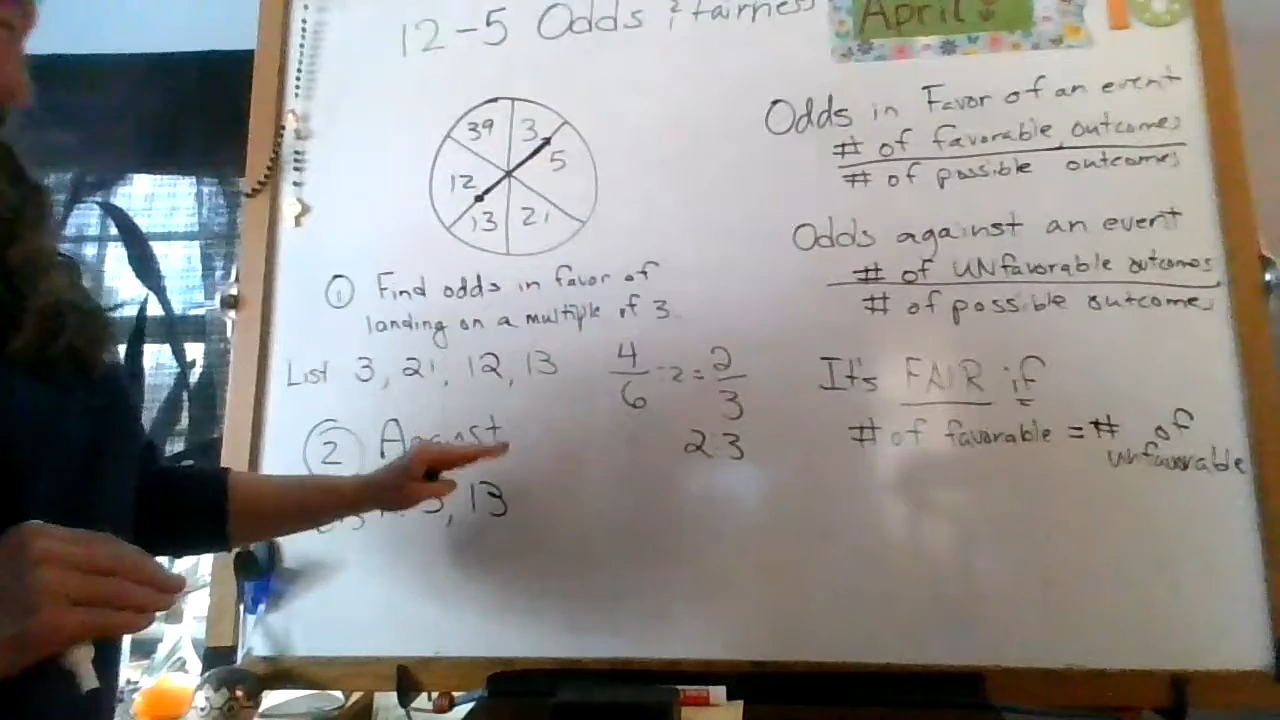 12-5 Odds & fairness
April
39
3
5
12
13
21
① Find odds in favor of
landing on a multiple of 3.
List 3, 21, 12, 13
4/6 ÷2 = 2/3
2:3
② Against
5, 13
Odds in Favor of an event
# of favorable outcomes
# of possible outcomes
Odds against an event
# of UNfavorable outcomes
# of possible outcomes
It's FAIR if
# of favorable = # of
unfavorable